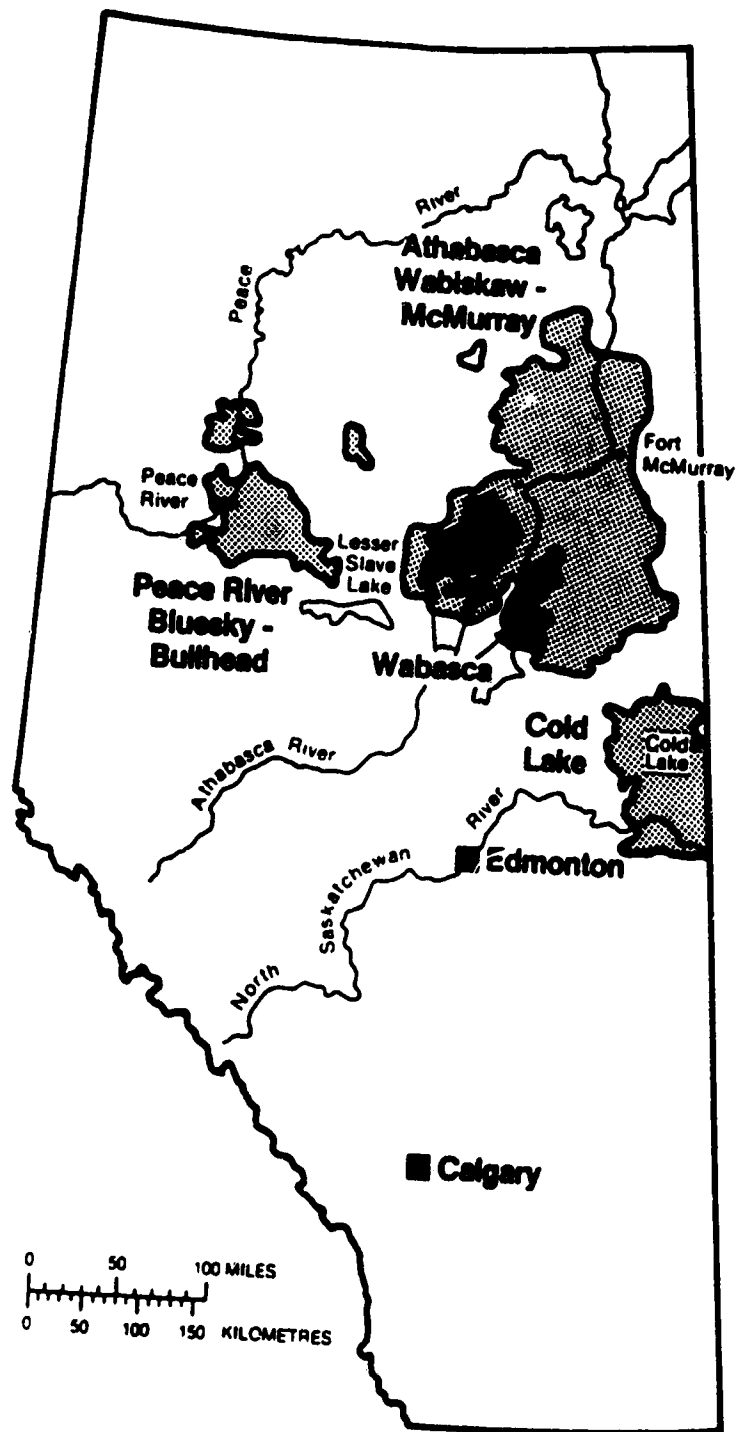 River
Peace
Athabasca
Wabiskaw -
McMurray
Fort
McMurray
Peace
River
Lesser
Slave
Lake
Peace River
Bluesky -
Bullhead
Wabasca
Cold
Lake
Cold
Lake
Athabasca River
River
Edmonton
Saskatchewan
North
Calgary
0 50 100 MILES
0 50 100 150 KILOMETRES